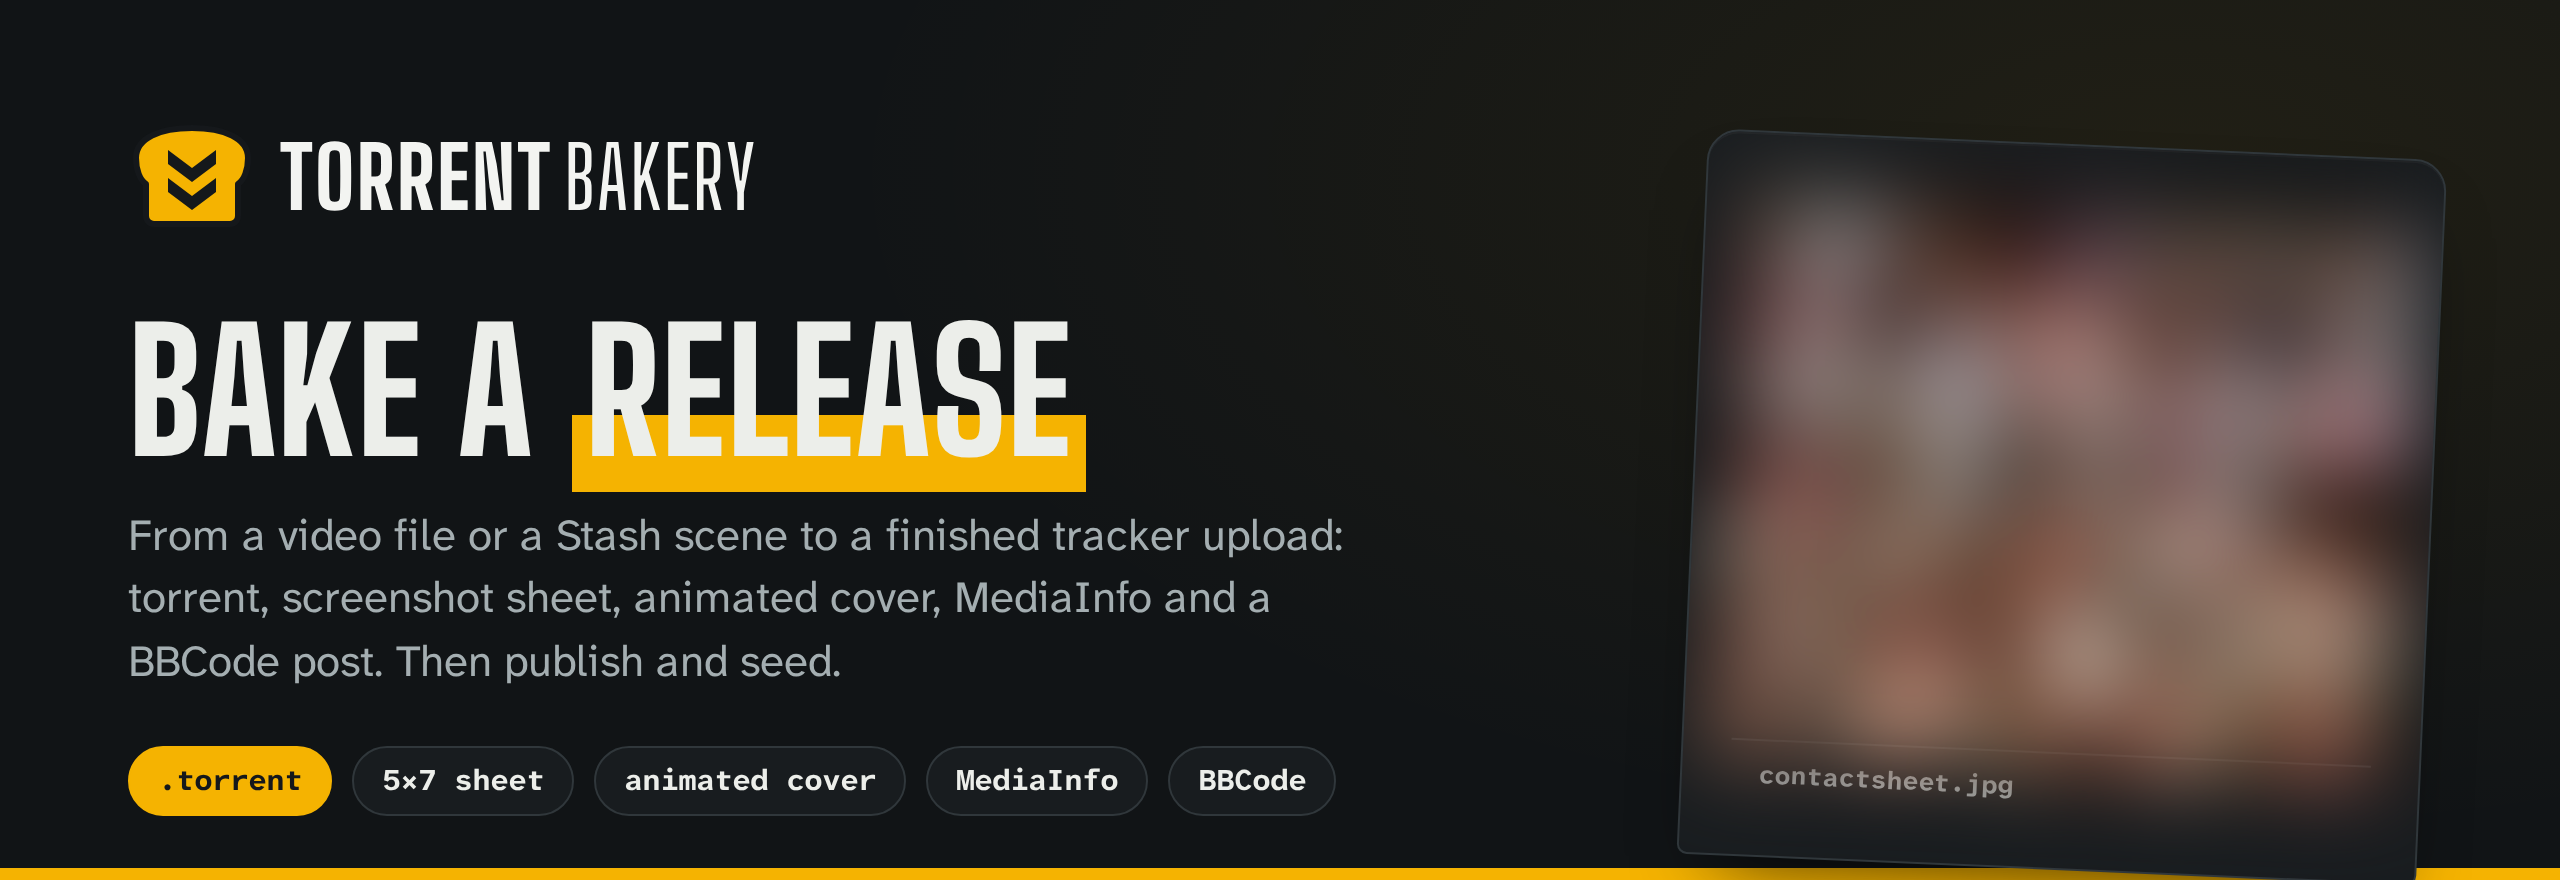 TORRENT BAKERY
BAKE A RELEASE
From a video file or a Stash scene to a finished tracker upload:
torrent, screenshot sheet, animated cover, MediaInfo and a
BBCode post. Then publish and seed.
.torrent 5×7 sheet animated cover MediaInfo BBCode
contactsheet.jpg